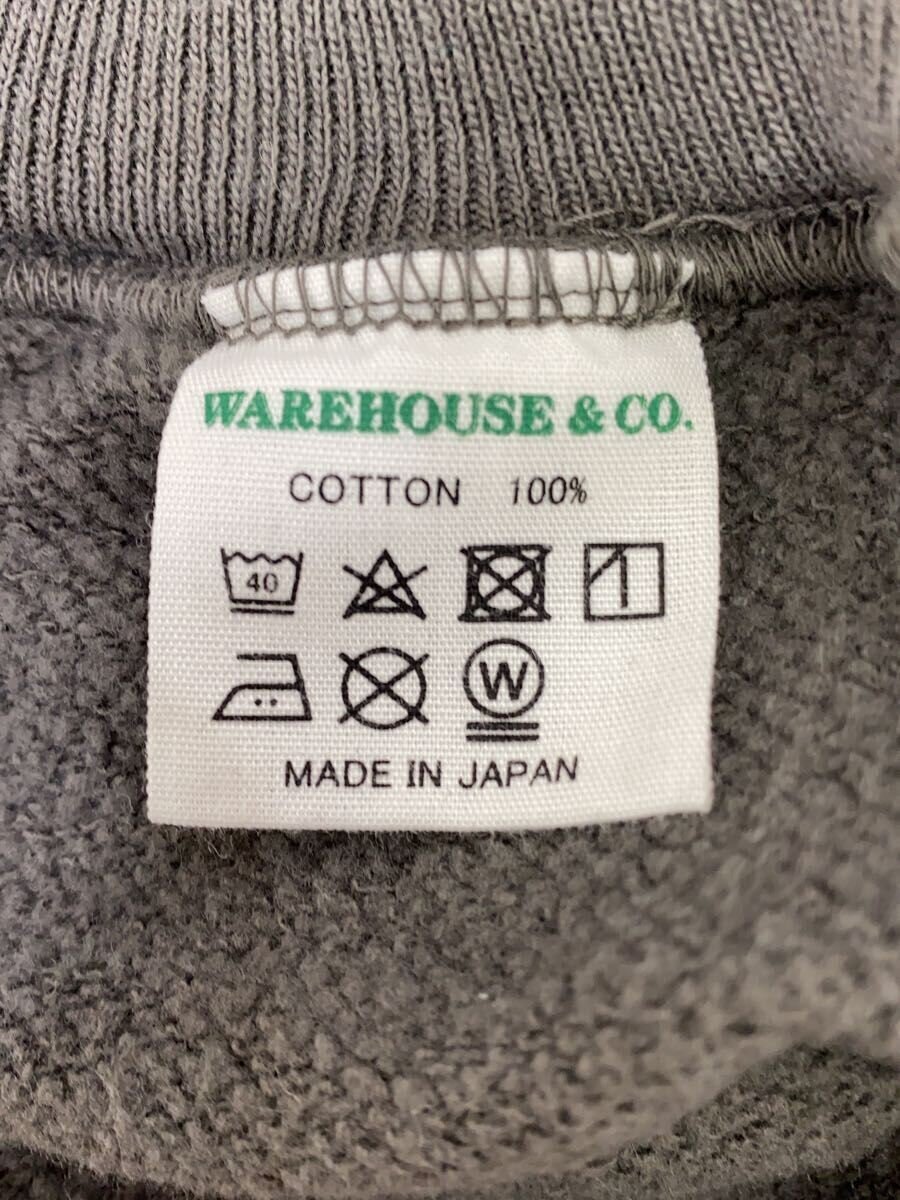 WAREHOUSE & CO.
COTTON 100%
40
W
MADE IN JAPAN